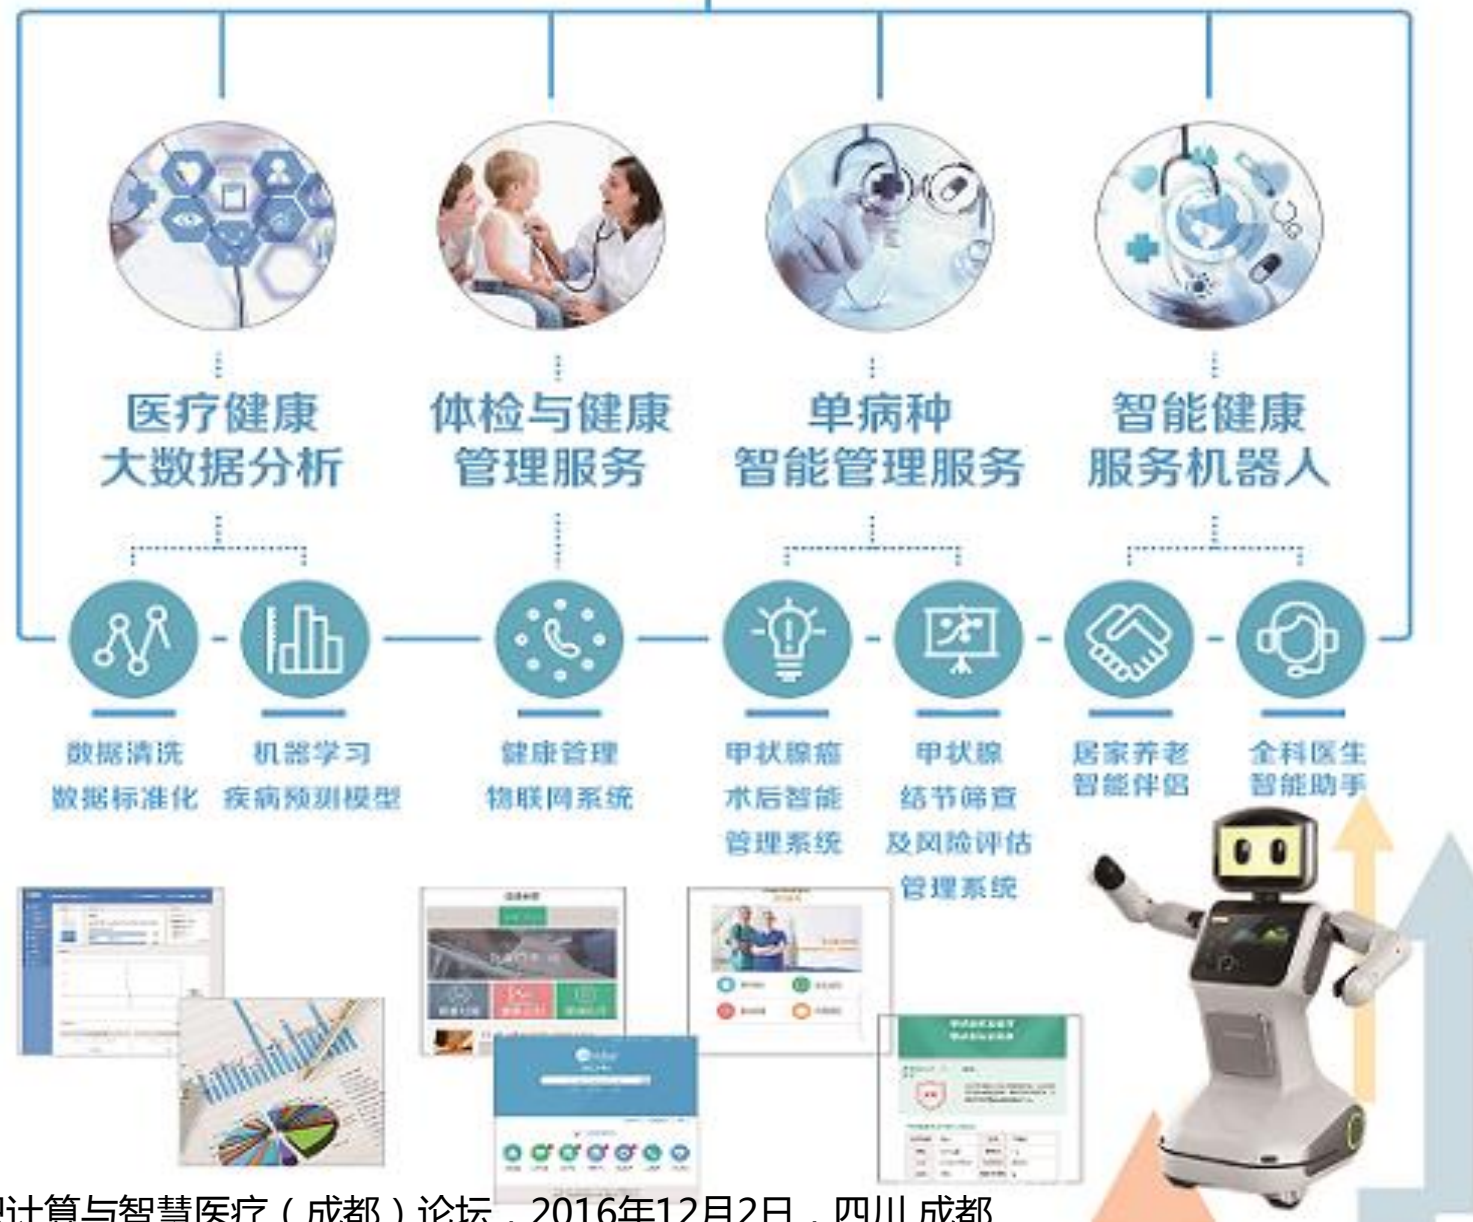 医疗健康
大数据分析
体检与健康
管理服务
单病种
智能管理服务
智能健康
服务机器人
数据清洗
数据标准化
机器学习
疾病预测模型
健康管理
物联网系统
甲状腺癌
术后智能
管理系统
甲状腺
结节筛查
及风险评估
管理系统
居家养老
智能伴侣
全科医生
智能助手
计算与智慧医疗（成都）论坛，2016年12月2日，四川 成都